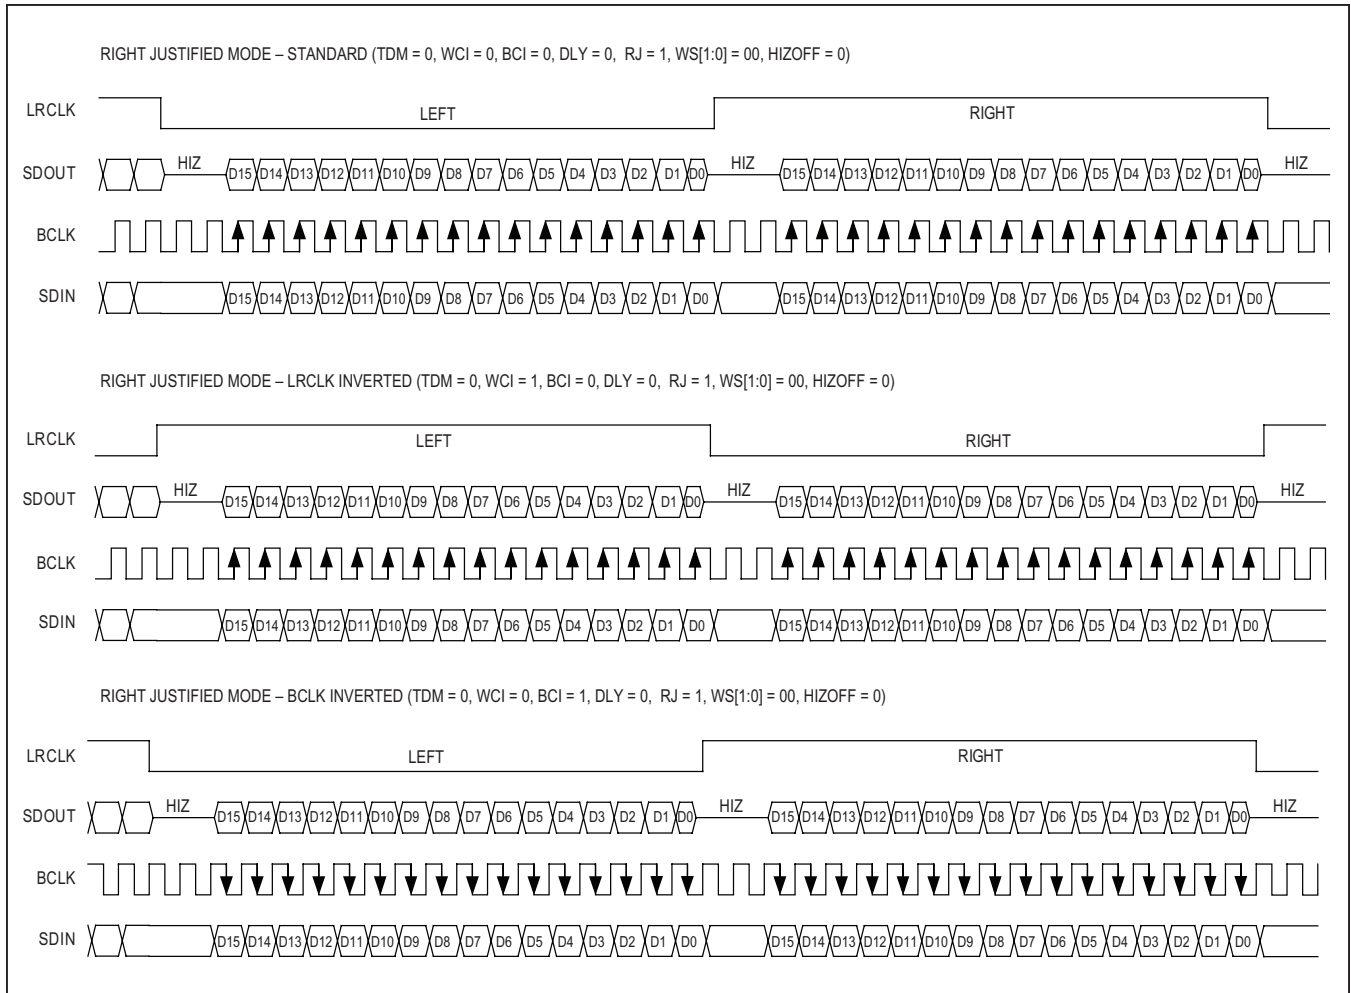 RIGHT JUSTIFIED MODE – STANDARD (TDM = 0, WCI = 0, BCI = 0, DLY = 0, RJ = 1, WS[1:0] = 00, HIZOFF = 0)
LRCLK LEFT RIGHT
SDOUT HIZ D15 D14 D13 D12 D11 D10 D9 D8 D7 D6 D5 D4 D3 D2 D1 D0 HIZ D15 D14 D13 D12 D11 D10 D9 D8 D7 D6 D5 D4 D3 D2 D1 D0 HIZ
BCLK
SDIN D15 D14 D13 D12 D11 D10 D9 D8 D7 D6 D5 D4 D3 D2 D1 D0 D15 D14 D13 D12 D11 D10 D9 D8 D7 D6 D5 D4 D3 D2 D1 D0
RIGHT JUSTIFIED MODE – LRCLK INVERTED (TDM = 0, WCI = 1, BCI = 0, DLY = 0, RJ = 1, WS[1:0] = 00, HIZOFF = 0)
LRCLK LEFT RIGHT
SDOUT HIZ D15 D14 D13 D12 D11 D10 D9 D8 D7 D6 D5 D4 D3 D2 D1 D0 HIZ D15 D14 D13 D12 D11 D10 D9 D8 D7 D6 D5 D4 D3 D2 D1 D0 HIZ
BCLK
SDIN D15 D14 D13 D12 D11 D10 D9 D8 D7 D6 D5 D4 D3 D2 D1 D0 D15 D14 D13 D12 D11 D10 D9 D8 D7 D6 D5 D4 D3 D2 D1 D0
RIGHT JUSTIFIED MODE – BCLK INVERTED (TDM = 0, WCI = 0, BCI = 1, DLY = 0, RJ = 1, WS[1:0] = 00, HIZOFF = 0)
LRCLK LEFT RIGHT
SDOUT HIZ D15 D14 D13 D12 D11 D10 D9 D8 D7 D6 D5 D4 D3 D2 D1 D0 HIZ D15 D14 D13 D12 D11 D10 D9 D8 D7 D6 D5 D4 D3 D2 D1 D0 HIZ
BCLK
SDIN D15 D14 D13 D12 D11 D10 D9 D8 D7 D6 D5 D4 D3 D2 D1 D0 D15 D14 D13 D12 D11 D10 D9 D8 D7 D6 D5 D4 D3 D2 D1 D0